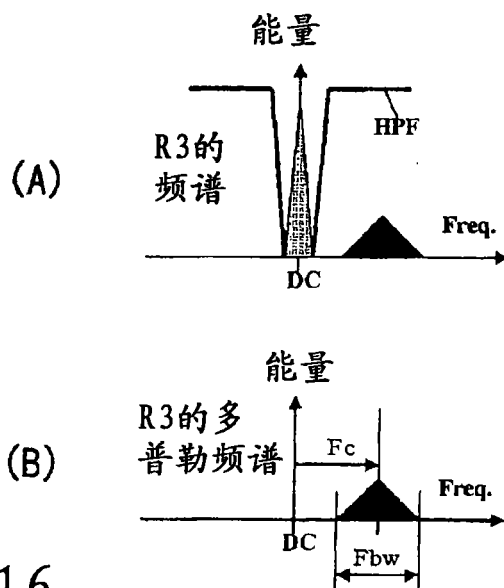 能量
HPF
(A)
R3的
频谱
Freq.
DC
能量
(B)
R3的多
普勒频谱
Fc
Freq.
DC
Fbw